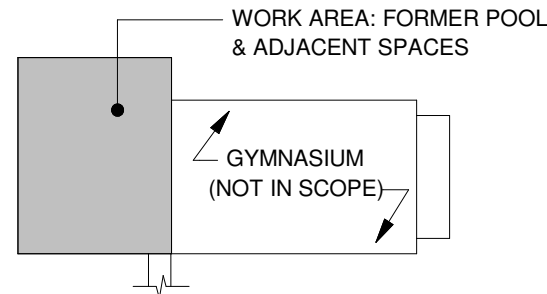 WORK AREA: FORMER POOL
& ADJACENT SPACES
GYMNASIUM
(NOT IN SCOPE)